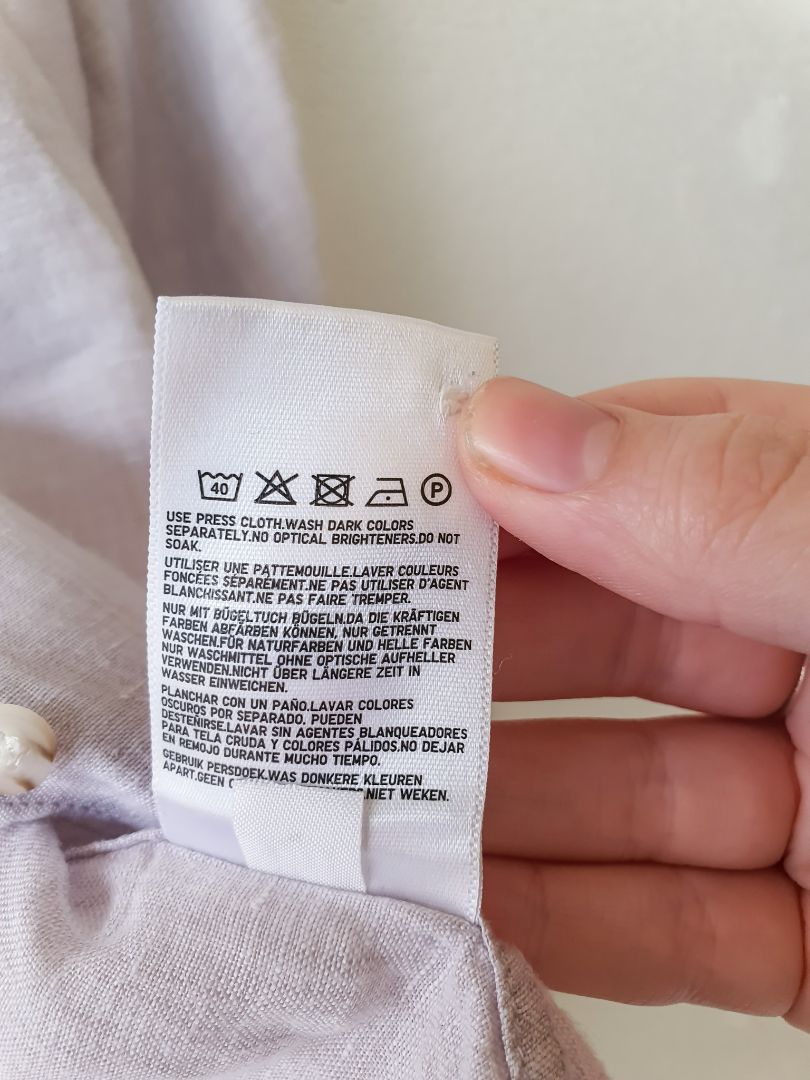 40 P
USE PRESS CLOTH.WASH DARK COLORS
SEPARATELY.NO OPTICAL BRIGHTENERS.DO NOT
SOAK.
UTILISER UNE PATTEMOUILLE.LAVER COULEURS
FONCÉES SÉPARÉMENT.NE PAS UTILISER D'AGENT
BLANCHISSANT.NE PAS FAIRE TREMPER.
NUR MIT BÜGELTUCH BÜGELN.DA DIE KRÄFTIGEN
FARBEN ABFÄRBEN KÖNNEN, NUR GETRENNT
WASCHEN.FÜR NATURFARBEN UND HELLE FARBEN
NUR WASCHMITTEL OHNE OPTISCHE AUFHELLER
VERWENDEN.NICHT ÜBER LÄNGERE ZEIT IN
WASSER EINWEICHEN.
PLANCHAR CON UN PAÑO.LAVAR COLORES
OSCUROS POR SEPARADO. PUEDEN
DESTEÑIRSE.LAVAR SIN AGENTES BLANQUEADORES
PARA TELA CRUDA Y COLORES PÁLIDOS.NO DEJAR
EN REMOJO DURANTE MUCHO TIEMPO.
GEBRUIK PERSDOEK.WAS DONKERE KLEUREN
APART.GEEN NIET WEKEN.